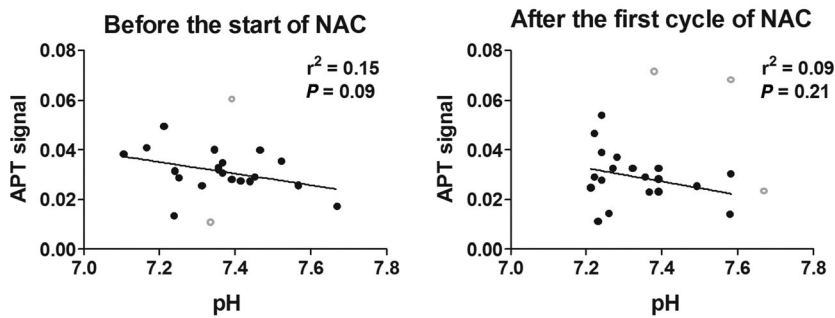 Before the start of NAC
r² = 0.15
P = 0.09
0.08
0.06
0.04
0.02
0.00
APT signal
7.0 7.2 7.4 7.6 7.8
pH
After the first cycle of NAC
r² = 0.09
P = 0.21
0.08
0.06
0.04
0.02
0.00
APT signal
7.0 7.2 7.4 7.6 7.8
pH